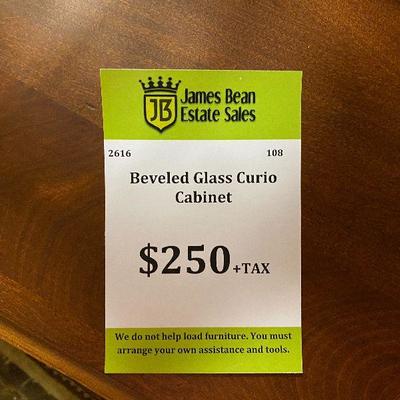 JB
James Bean
Estate Sales
2616 108
Beveled Glass Curio
Cabinet
$250+TAX
We do not help load furniture. You must
arrange your own assistance and tools.